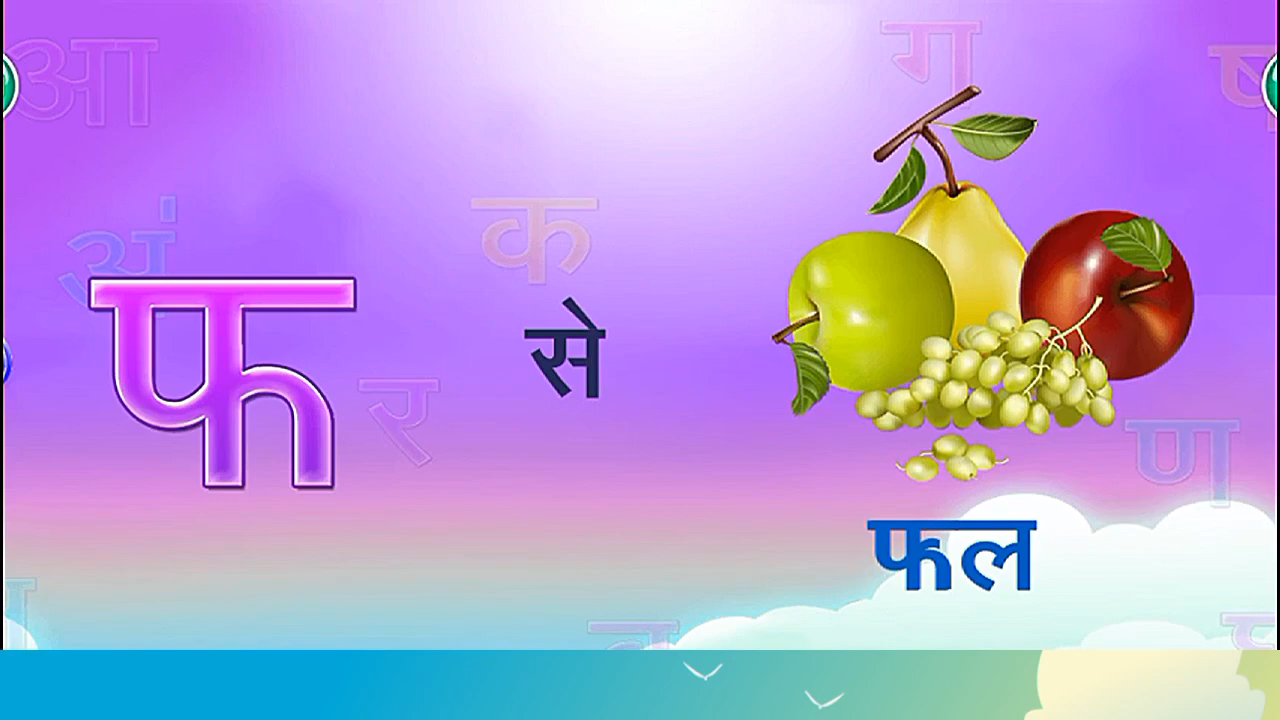 आ
ग
ष
अं
क
फ
से
र
ण
फल